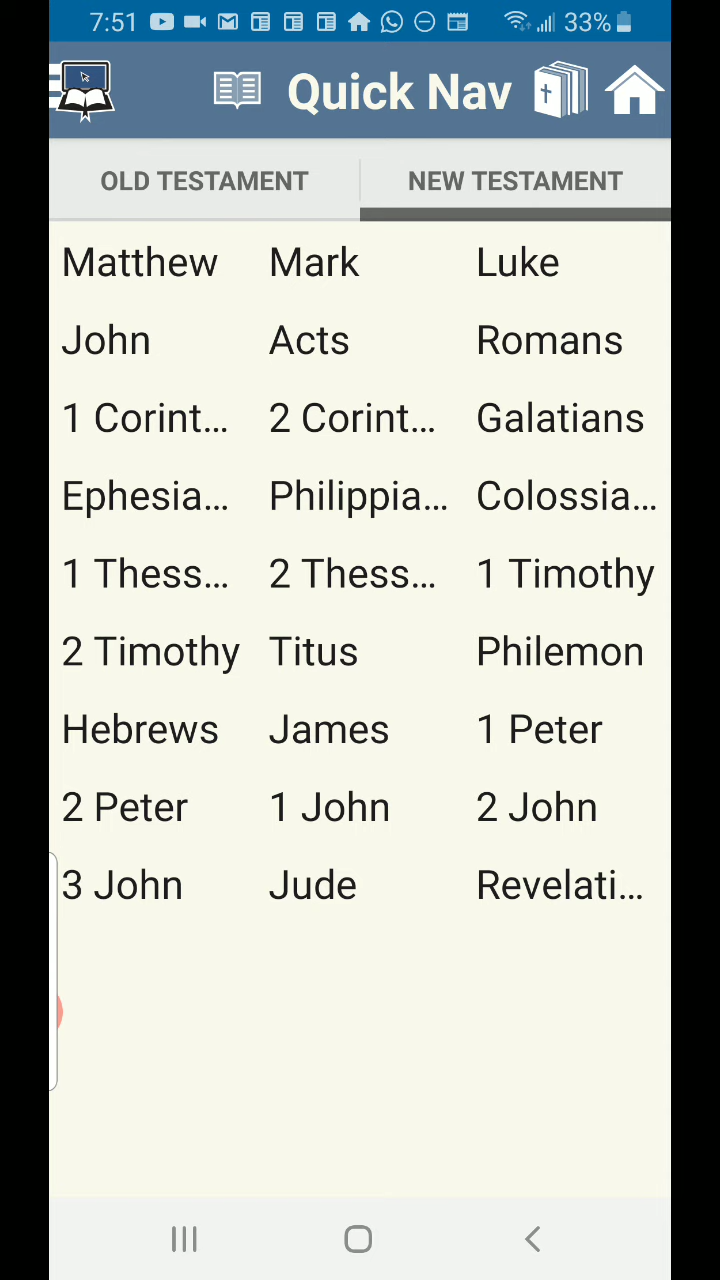 7:51 33%
Quick Nav
OLD TESTAMENT NEW TESTAMENT
Matthew Mark Luke
John Acts Romans
1 Corint... 2 Corint... Galatians
Ephesia... Philippia... Colossia...
1 Thess... 2 Thess... 1 Timothy
2 Timothy Titus Philemon
Hebrews James 1 Peter
2 Peter 1 John 2 John
3 John Jude Revelati...